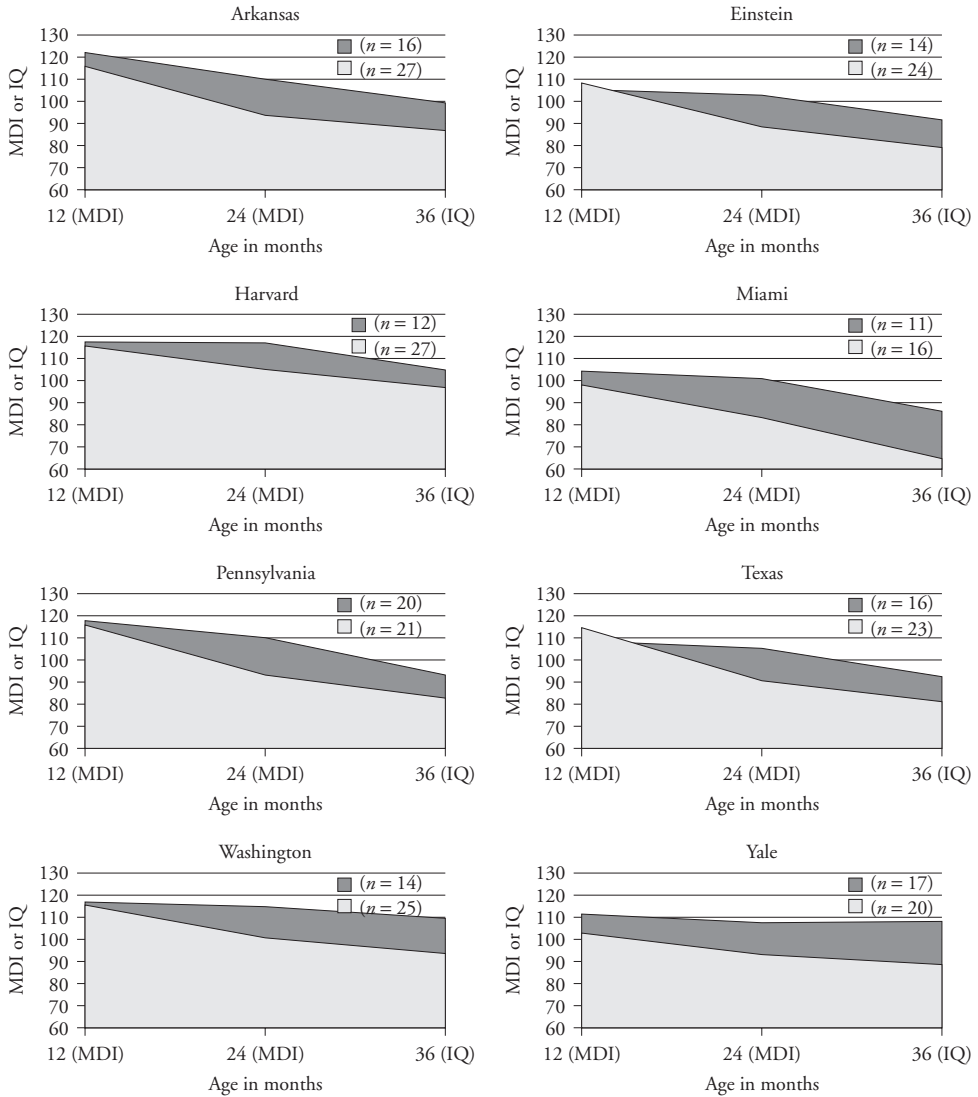 Arkansas
130
120
110
100
90
80
70
60
MDI or IQ
(n = 16)
(n = 27)
12 (MDI)
24 (MDI)
36 (IQ)
Age in months
Einstein
130
120
110
100
90
80
70
60
MDI or IQ
(n = 14)
(n = 24)
12 (MDI)
24 (MDI)
36 (IQ)
Age in months
Harvard
130
120
110
100
90
80
70
60
MDI or IQ
(n = 12)
(n = 27)
12 (MDI)
24 (MDI)
36 (IQ)
Age in months
Miami
130
120
110
100
90
80
70
60
MDI or IQ
(n = 11)
(n = 16)
12 (MDI)
24 (MDI)
36 (IQ)
Age in months
Pennsylvania
130
120
110
100
90
80
70
60
MDI or IQ
(n = 20)
(n = 21)
12 (MDI)
24 (MDI)
36 (IQ)
Age in months
Texas
130
120
110
100
90
80
70
60
MDI or IQ
(n = 16)
(n = 23)
12 (MDI)
24 (MDI)
36 (IQ)
Age in months
Washington
130
120
110
100
90
80
70
60
MDI or IQ
(n = 14)
(n = 25)
12 (MDI)
24 (MDI)
36 (IQ)
Age in months
Yale
130
120
110
100
90
80
70
60
MDI or IQ
(n = 17)
(n = 20)
12 (MDI)
24 (MDI)
36 (IQ)
Age in months